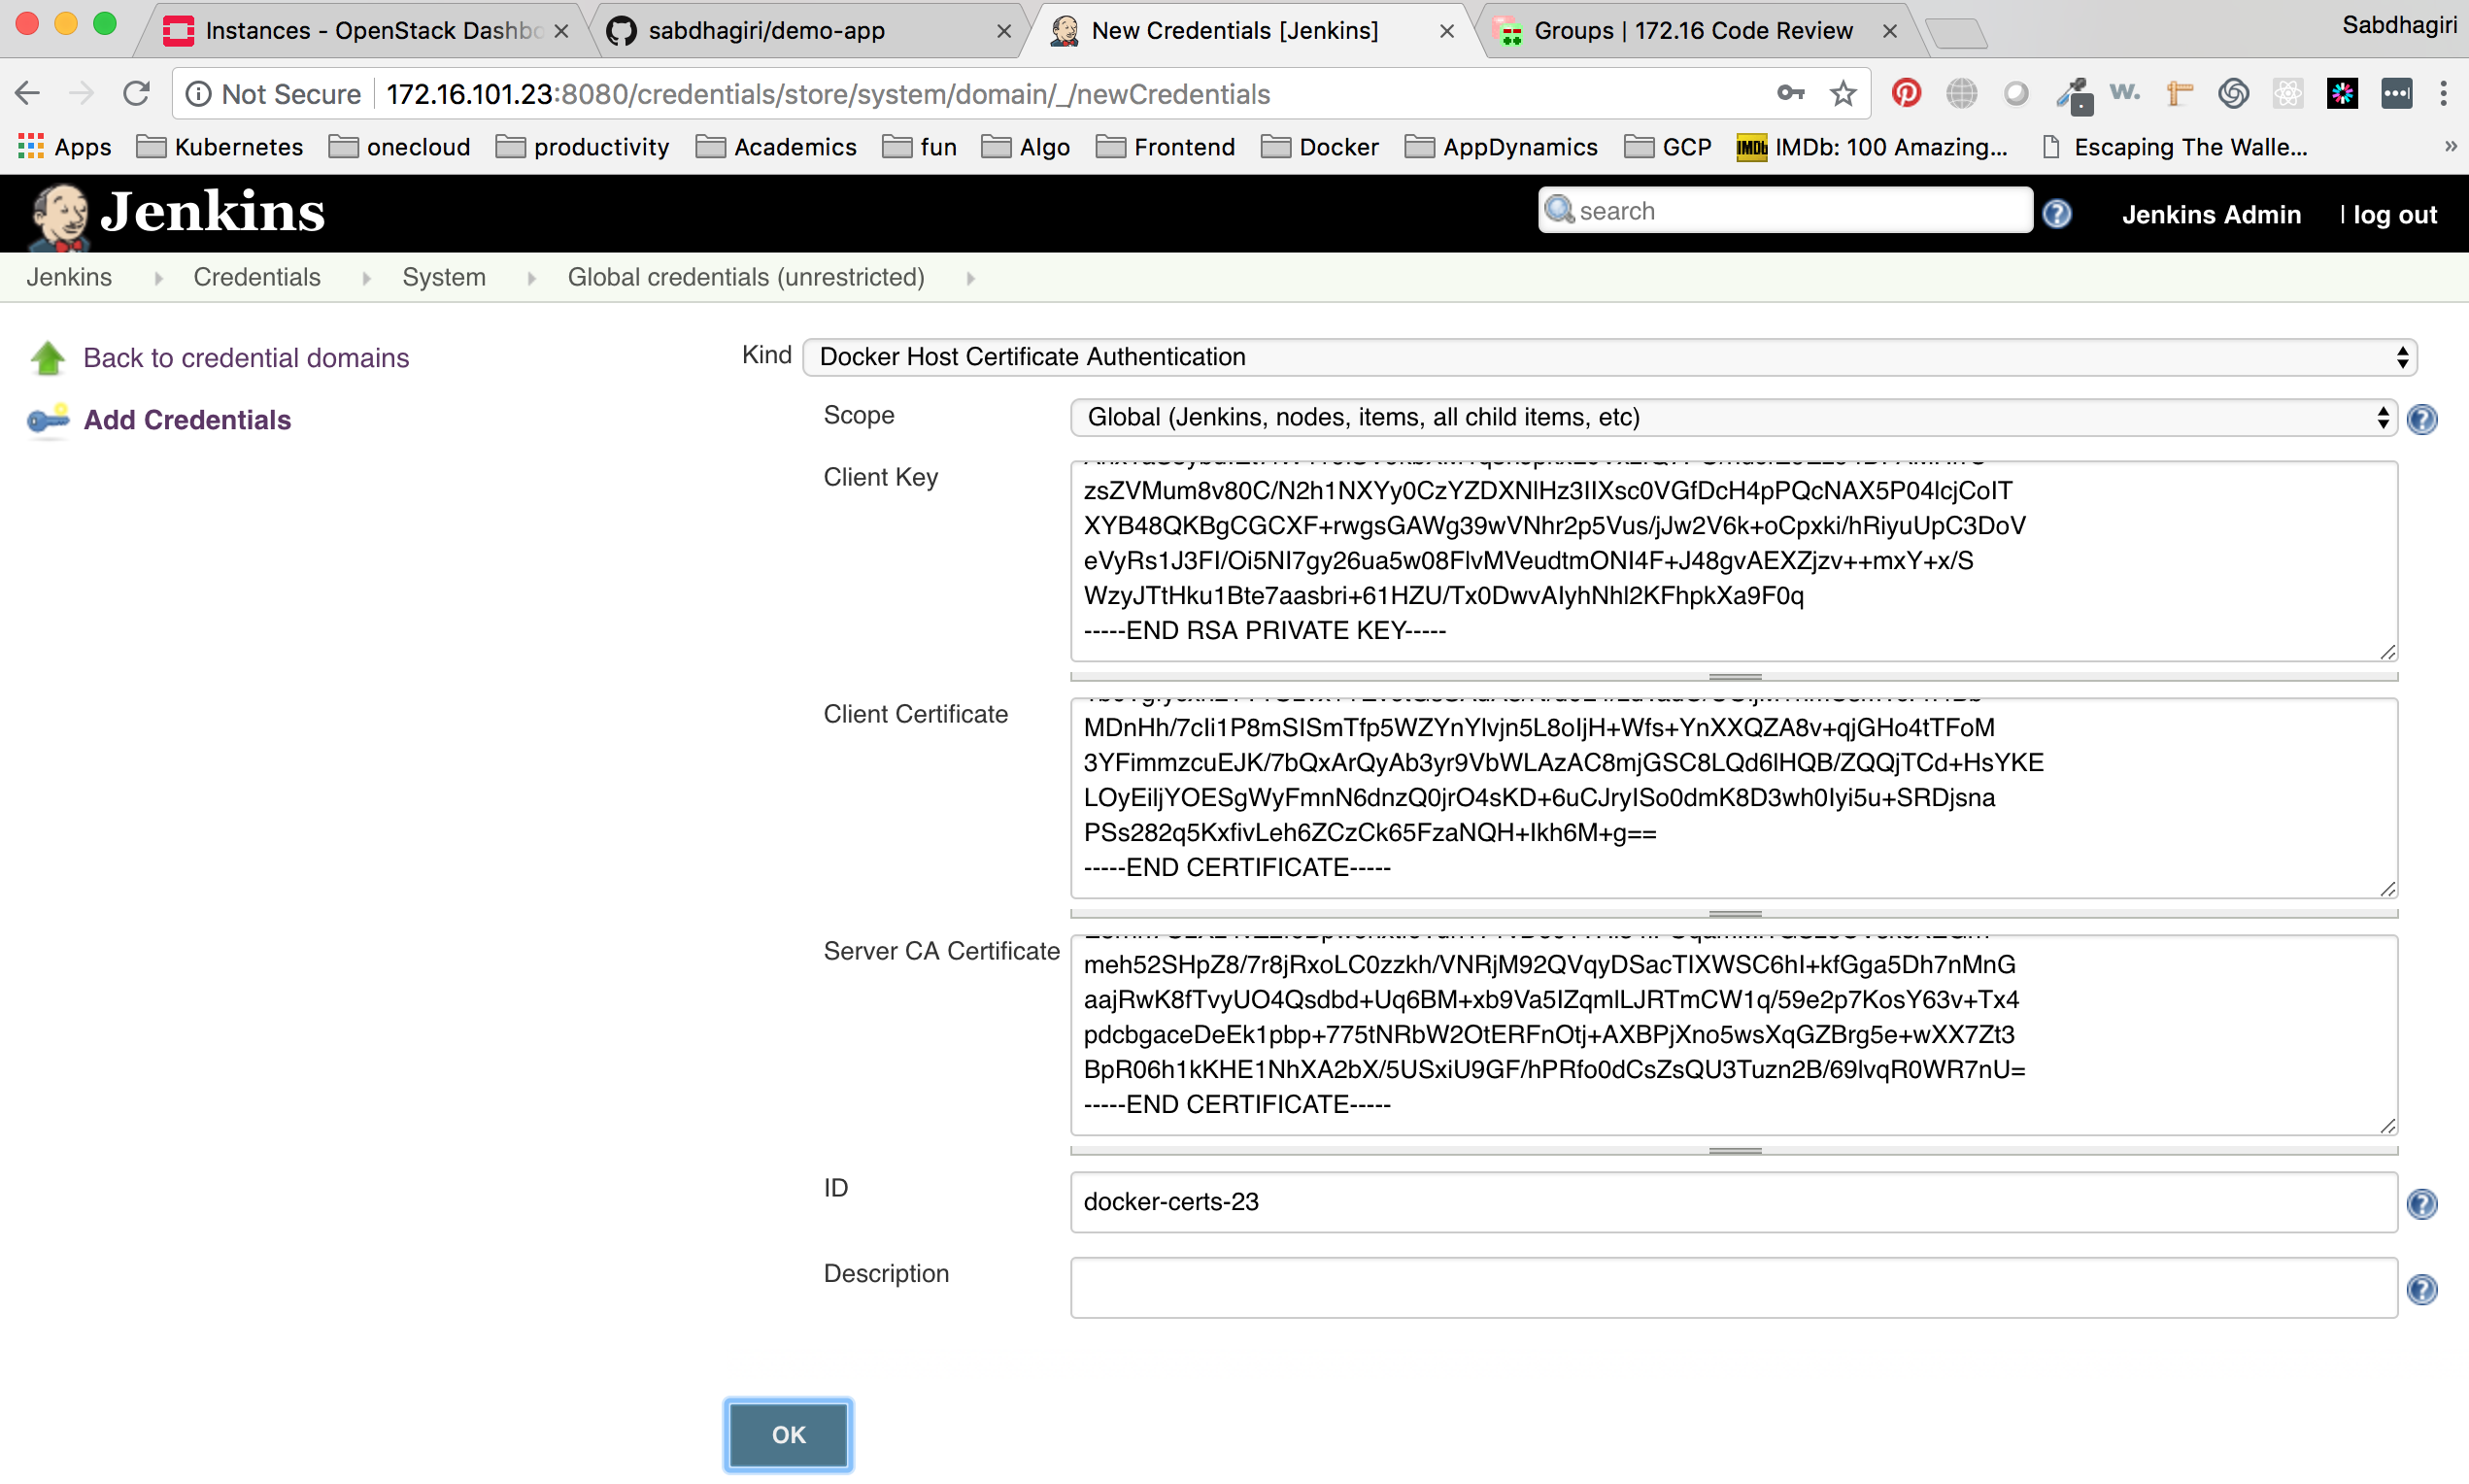 Instances - OpenStack Dashbo
sabdhagiri/demo-app
New Credentials [Jenkins]
Groups | 172.16 Code Review
Sabdhagiri
Not Secure
172.16.101.23:8080/credentials/store/system/domain/_/newCredentials
w.
Apps
Kubernetes
onecloud
productivity
Academics
fun
Algo
Frontend
Docker
AppDynamics
GCP
IMDb
IMDb: 100 Amazing...
Escaping The Walle...
»
Jenkins
search
Jenkins Admin
| log out
Jenkins
Credentials
System
Global credentials (unrestricted)
Back to credential domains
Add Credentials
Kind
Docker Host Certificate Authentication
Scope
Global (Jenkins, nodes, items, all child items, etc)
Client Key
zsZVMum8v80C/N2h1NXYy0CzYZDXNlHz3IIXsc0VGfDcH4pPQcNAX5P04lcjCoIT
XYB48QKBgCGCXF+rwgsGAWg39wVNhr2p5Vus/jJw2V6k+oCpxki/hRiyuUpC3DoV
eVyRs1J3FI/Oi5NI7gy26ua5w08FlvMVeudtmONI4F+J48gvAEXZjzv++mxY+x/S
WzyJTtHku1Bte7aasbri+61HZU/Tx0DwvAIyhNhl2KFhpkXa9F0q
-----END RSA PRIVATE KEY-----
Client Certificate
MDnHh/7cIi1P8mSISmTfp5WZYnYlvjn5L8oIjH+Wfs+YnXXQZA8v+qjGHo4tTFoM
3YFimmzcuEJK/7bQxArQyAb3yr9VbWLAzAC8mjGSC8LQd6lHQB/ZQQjTCd+HsYKE
LOyEiljYOESgWyFmnN6dnzQ0jrO4sKD+6uCJryISo0dmK8D3wh0Iyi5u+SRDjsna
PSs282q5KxfivLeh6ZCzCk65FzaNQH+Ikh6M+g==
-----END CERTIFICATE-----
Server CA Certificate
meh52SHpZ8/7r8jRxoLC0zzkh/VNRjM92QVqyDSacTIXWSC6hI+kfGga5Dh7nMnG
aajRwK8fTvyUO4Qsdbd+Uq6BM+xb9Va5IZqmlLJRTmCW1q/59e2p7KosY63v+Tx4
pdcbgaceDeEk1pbp+775tNRbW2OtERFnOtj+AXBPjXno5wsXqGZBrg5e+wXX7Zt3
BpR06h1kKHE1NhXA2bX/5USxiU9GF/hPRfo0dCsZsQU3Tuzn2B/69lvqR0WR7nU=
-----END CERTIFICATE-----
ID
docker-certs-23
Description
OK